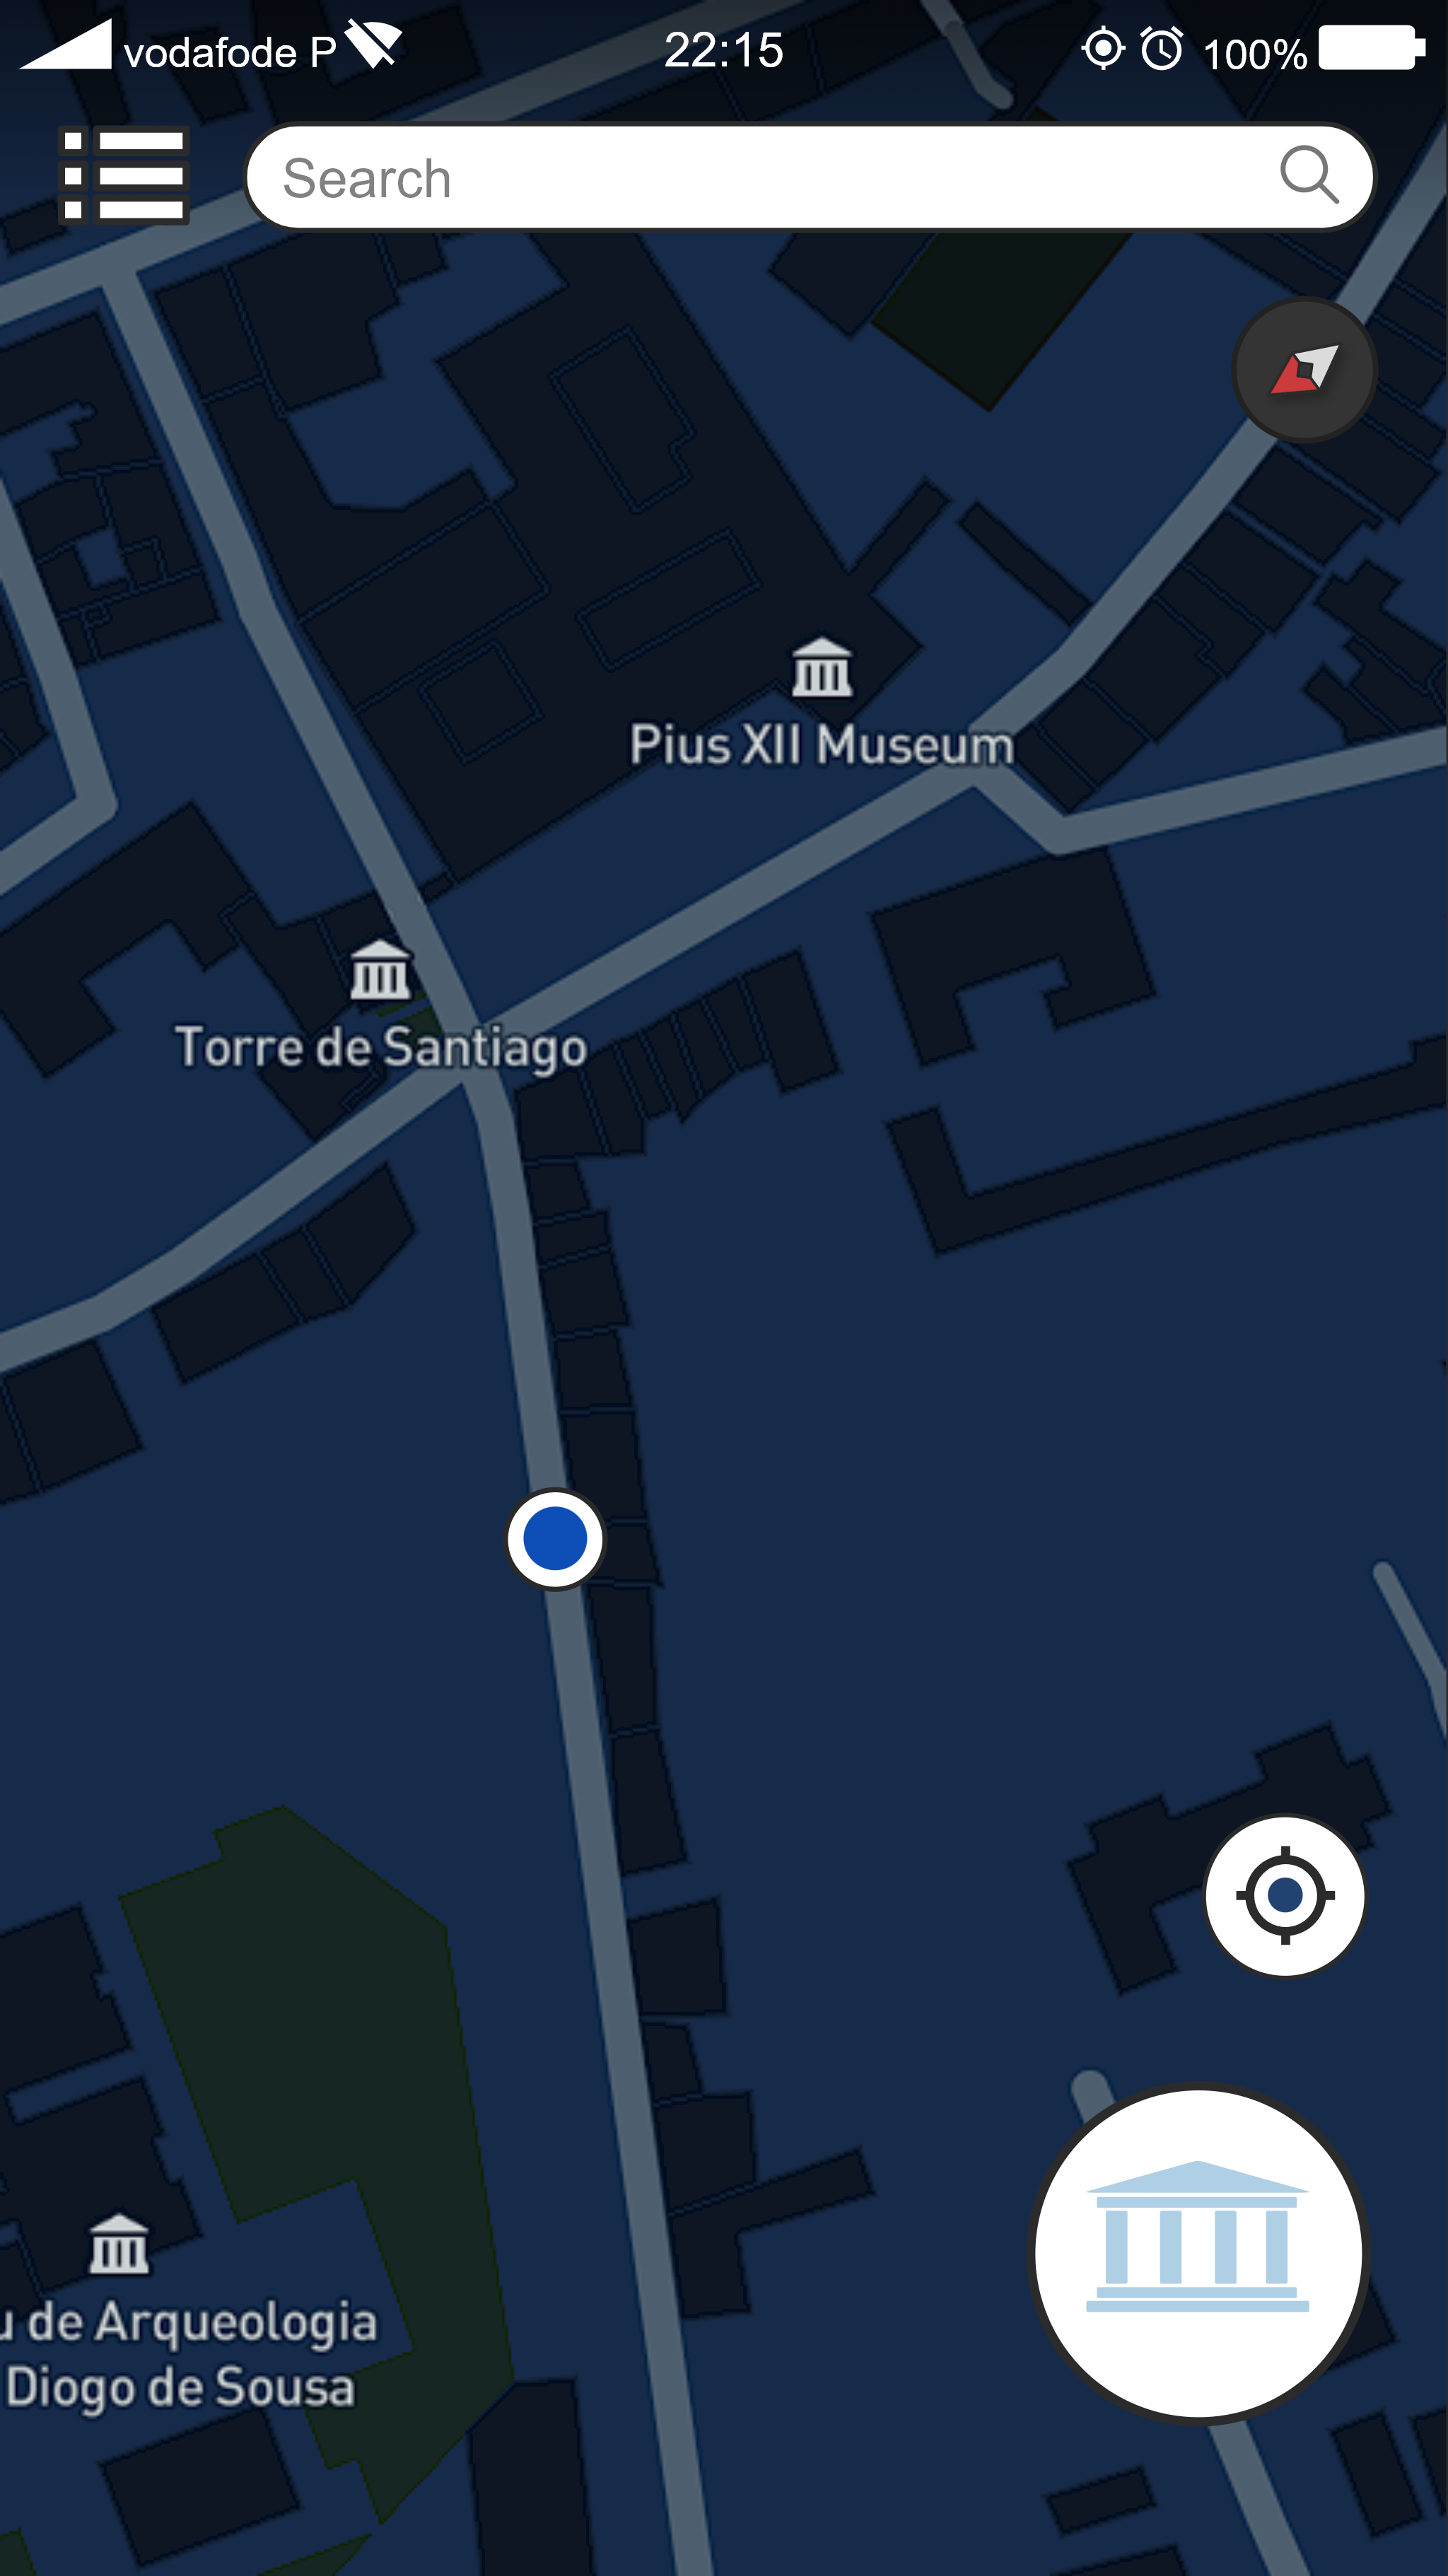 vodafode P 22:15 100%
Search
Pius XII Museum
Torre de Santiago
u de Arqueologia
Diogo de Sousa